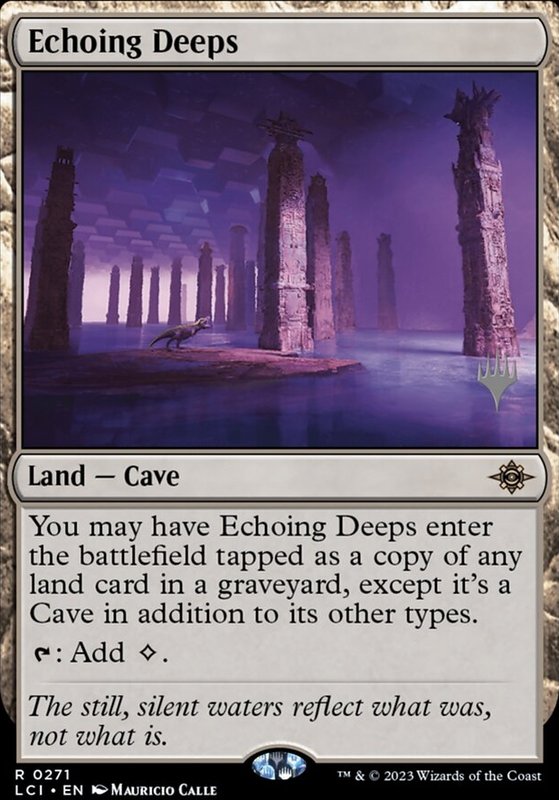 Echoing Deeps
Land — Cave
You may have Echoing Deeps enter
the battlefield tapped as a copy of any
land card in a graveyard, except it's a
Cave in addition to its other types.
: Add .
The still, silent waters reflect what was,
not what is.
R 0271
LCI • EN Mauricio Calle
™ & © 2023 Wizards of the Coast